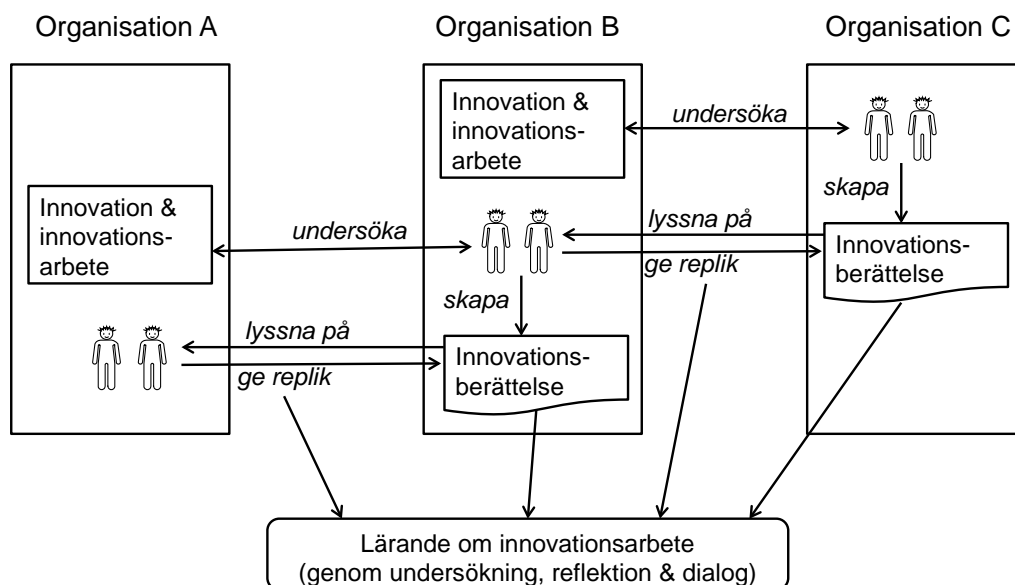 Organisation A
Organisation B
Organisation C
Innovation &
innovations-
arbete
undersöka
skapa
Innovation &
innovations-
arbete
undersöka
lyssna på
ge replik
Innovations-
berättelse
skapa
lyssna på
ge replik
Innovations-
berättelse
Lärande om innovationsarbete
(genom undersökning, reflektion & dialog)